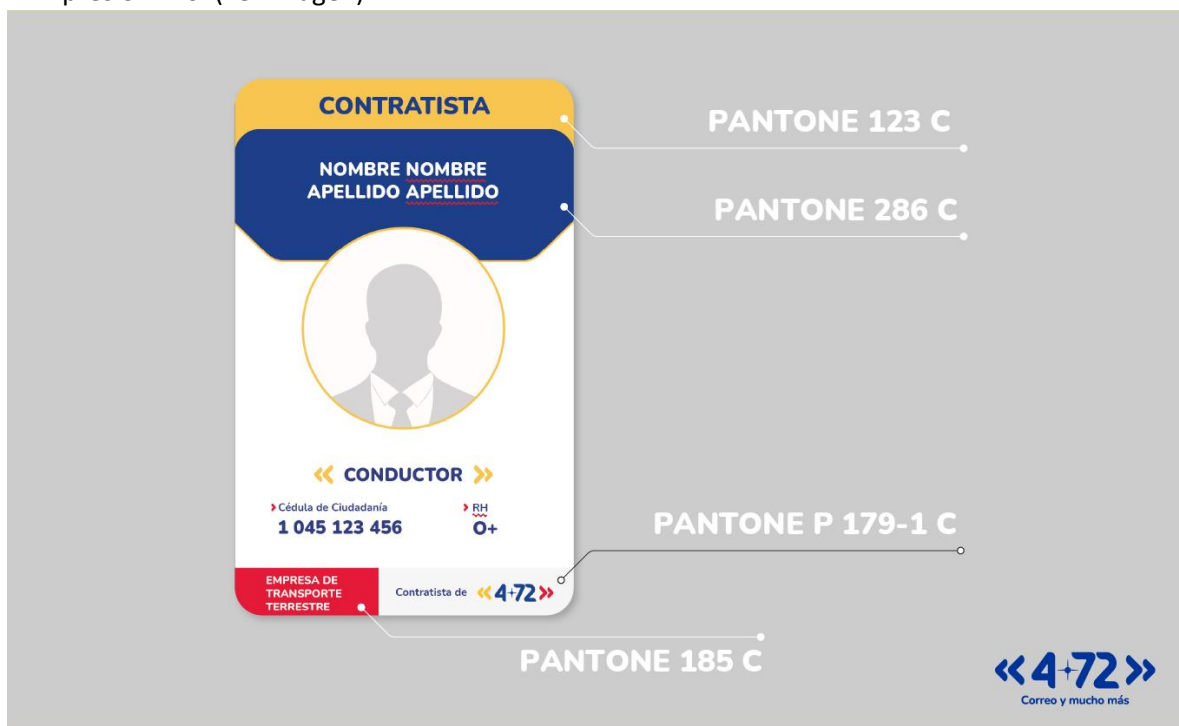 CONTRATISTA
NOMBRE NOMBRE
APELLIDO APELLIDO
PANTONE 123 C
PANTONE 286 C
CONDUCTOR
Cédula de Ciudadanía
1 045 123 456
RH
O+
PANTONE P 179-1 C
EMPRESA DE
TRANSPORTE
TERRESTRE
Contratista de 4-72
PANTONE 185 C
4-72
Correo y mucho más